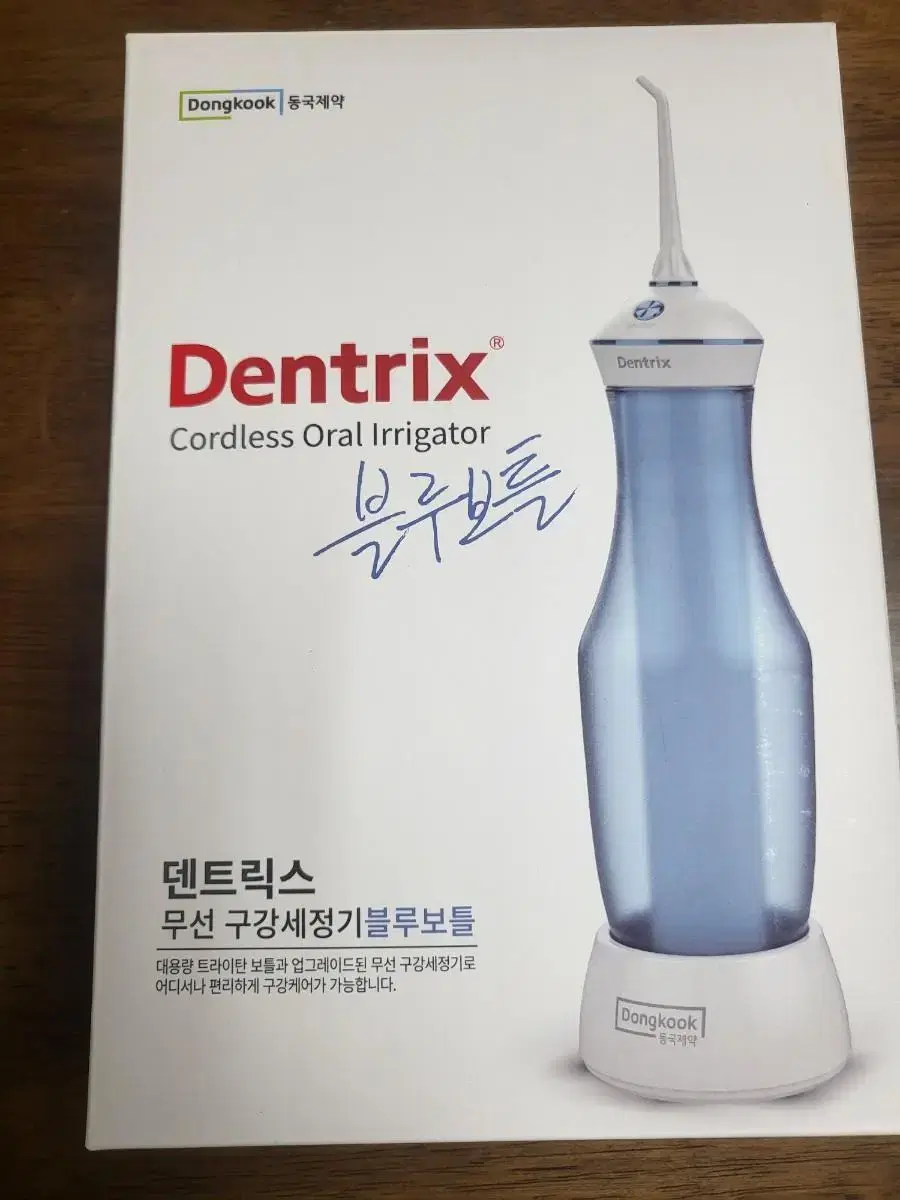 Dongkook 동국제약
Dentrix®
Cordless Oral Irrigator
블루보틀
Dentrix
덴트릭스
무선 구강세정기블루보틀
대용량 트라이탄 보틀과 업그레이드된 무선 구강세정기로
어디서나 편리하게 구강케어가 가능합니다.
Dongkook
동국제약